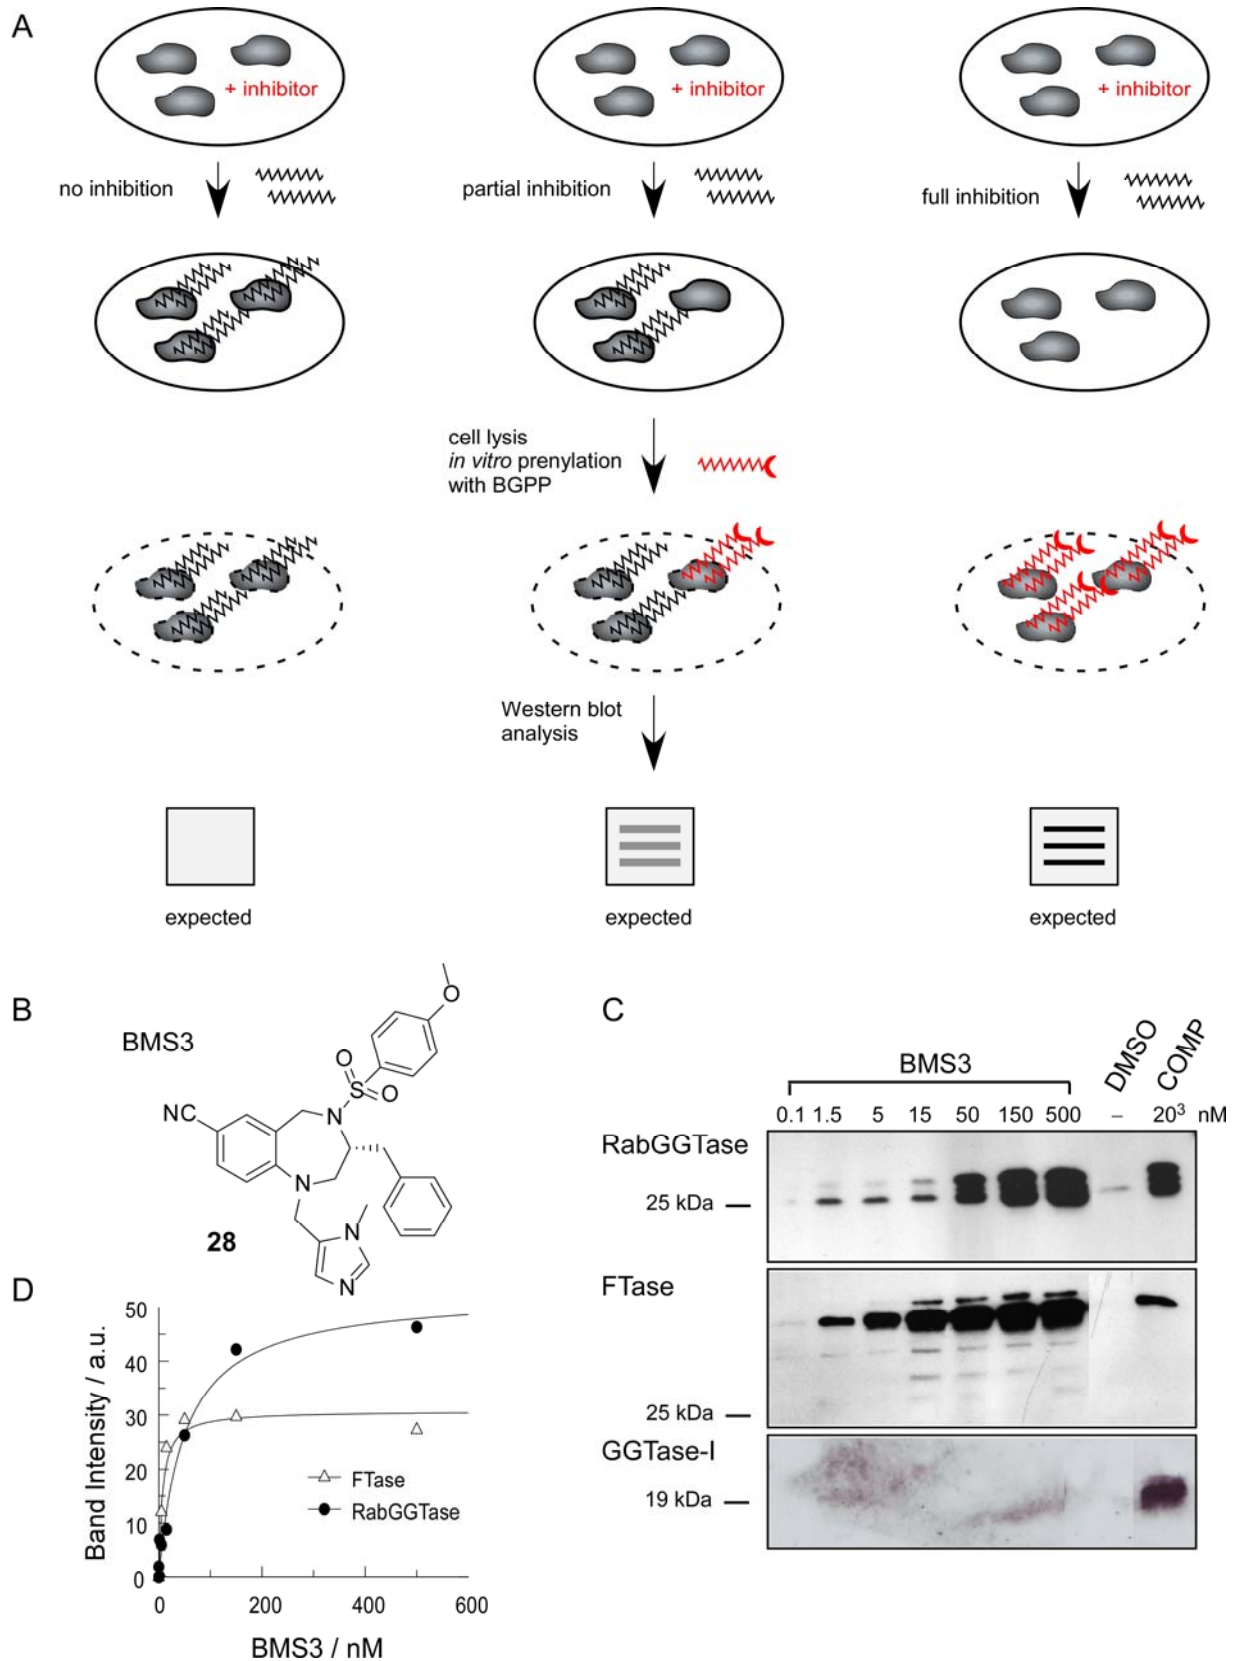 A
+ inhibitor
+ inhibitor
+ inhibitor
no inhibition
partial inhibition
full inhibition
cell lysis
in vitro prenylation
with BGPP
Western blot
analysis
expected
expected
expected
B
BMS3
O
O
S
O
N
NC
N
N
N
28
C
BMS3
DMSO
COMP
0.1 1.5 5 15 50 150 500 – 20³ nM
RabGGTase
25 kDa
FTase
25 kDa
GGTase-I
19 kDa
D
Band Intensity / a.u.
50
40
30
20
10
0
FTase
RabGGTase
0 200 400 600
BMS3 / nM